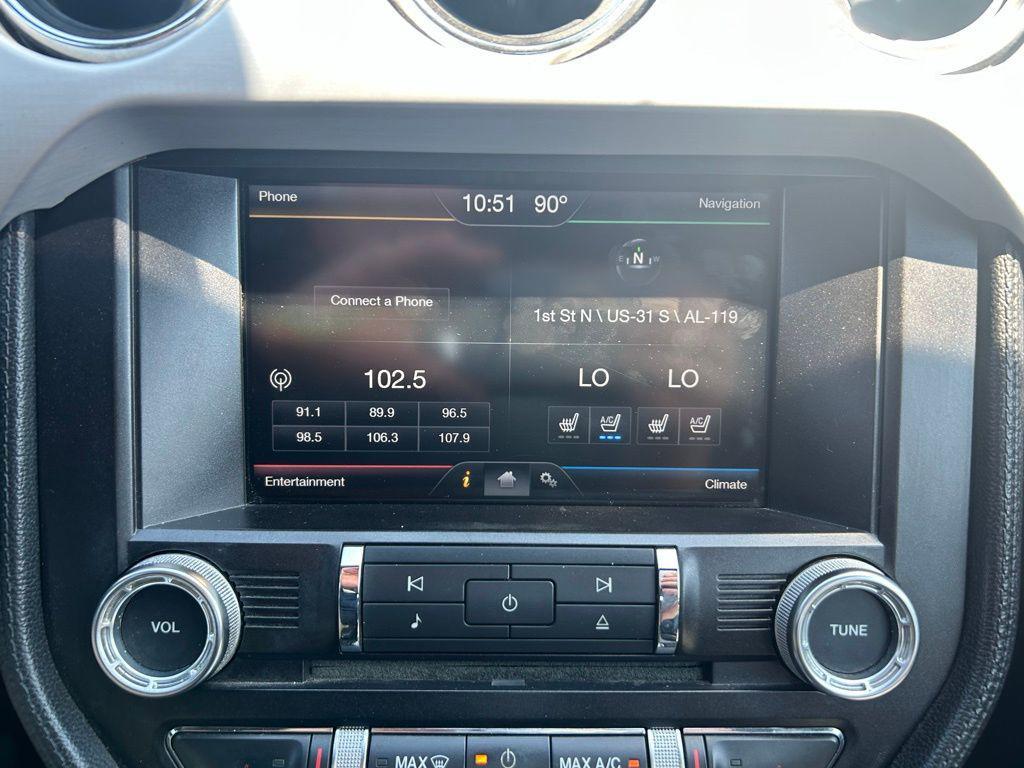 Phone 10:51 90° Navigation
E N W
Connect a Phone
1st St N \ US-31 S \ AL-119
102.5 LO LO
91.1 89.9 96.5
A/C A/C
98.5 106.3 107.9
i
Entertainment Climate
VOL TUNE
MAX MAX A/C